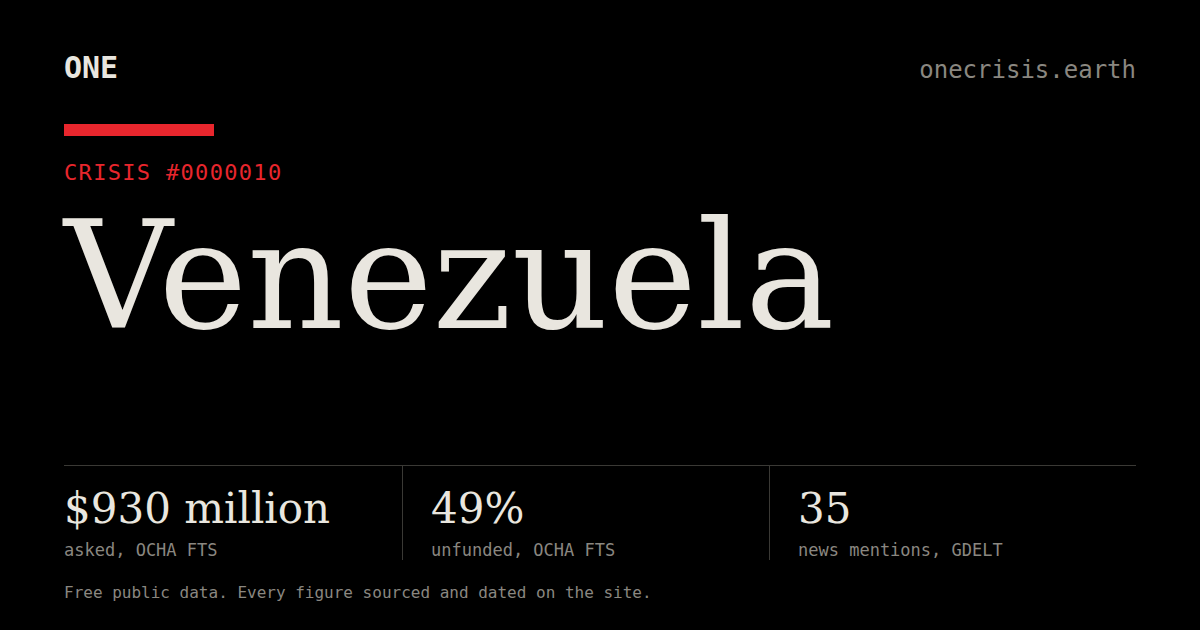 ONE
onecrisis.earth
CRISIS #0000010
Venezuela
$930 million
asked, OCHA FTS
49%
unfunded, OCHA FTS
35
news mentions, GDELT
Free public data. Every figure sourced and dated on the site.